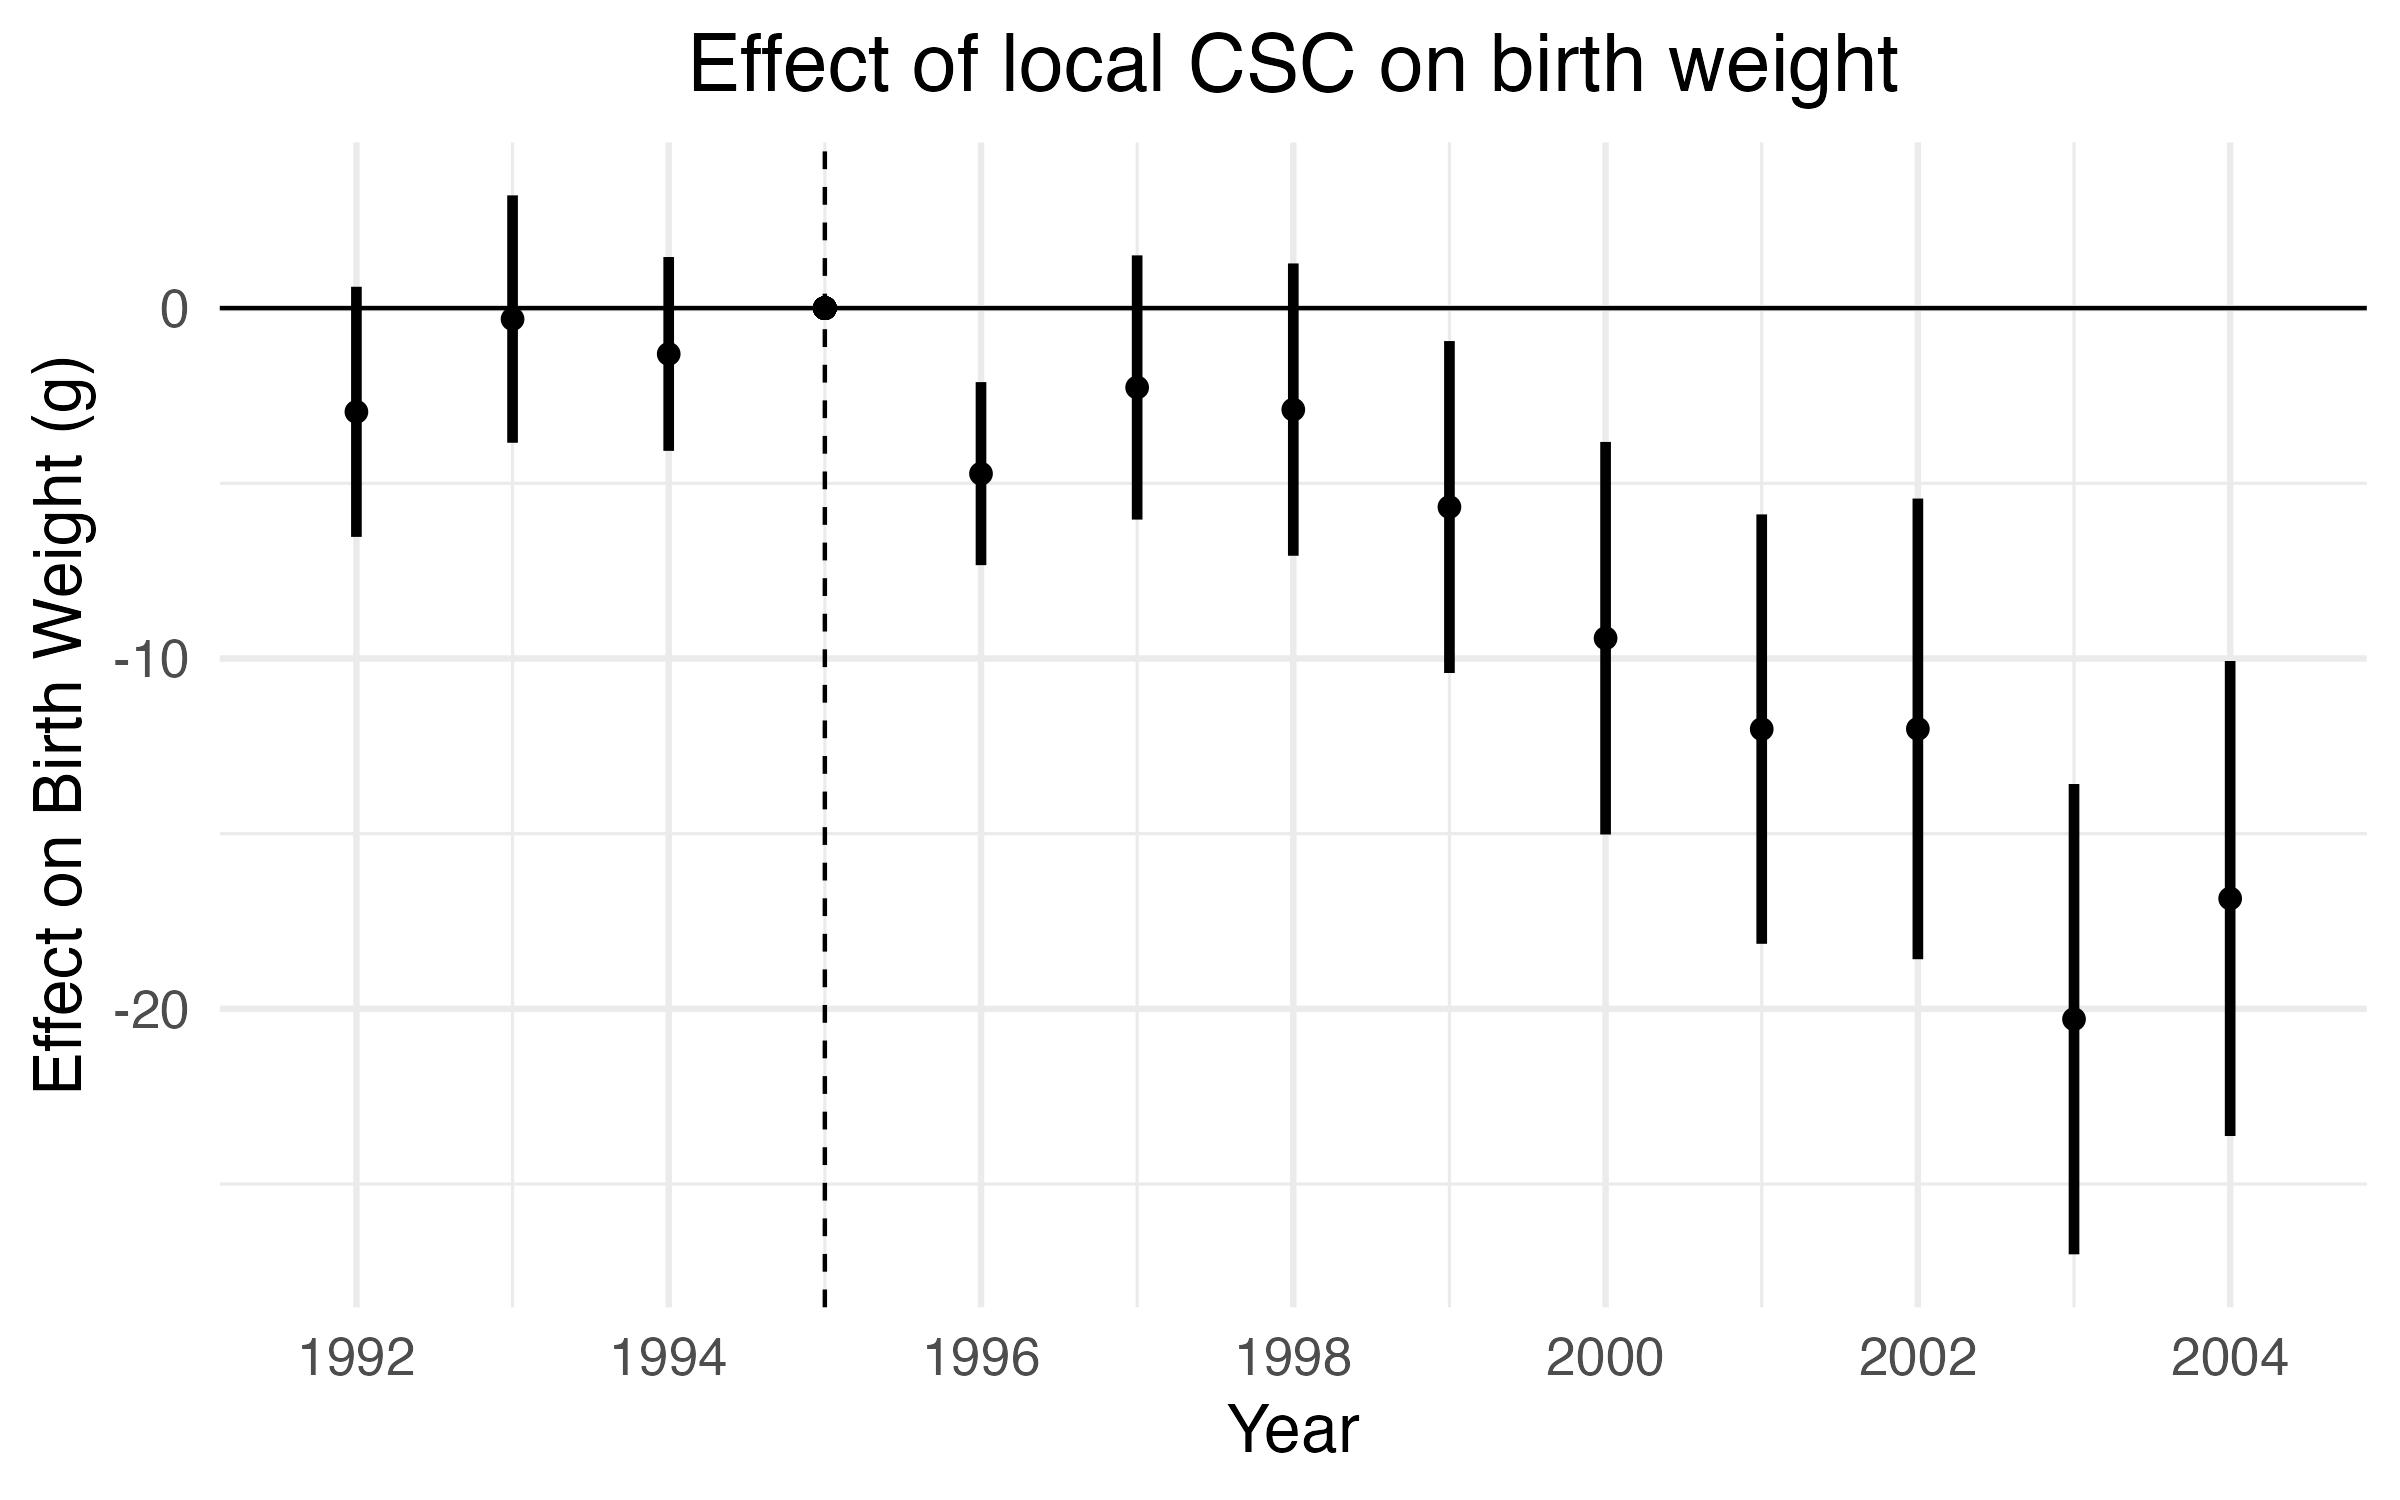 Effect of local CSC on birth weight
Effect on Birth Weight (g)
0
-10
-20
1992 1994 1996 1998 2000 2002 2004
Year